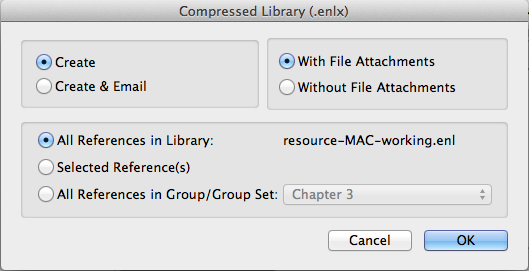 Compressed Library (.enlx)
Create
Create & Email
With File Attachments
Without File Attachments
All References in Library: resource-MAC-working.enl
Selected Reference(s)
All References in Group/Group Set: Chapter 3
Cancel OK